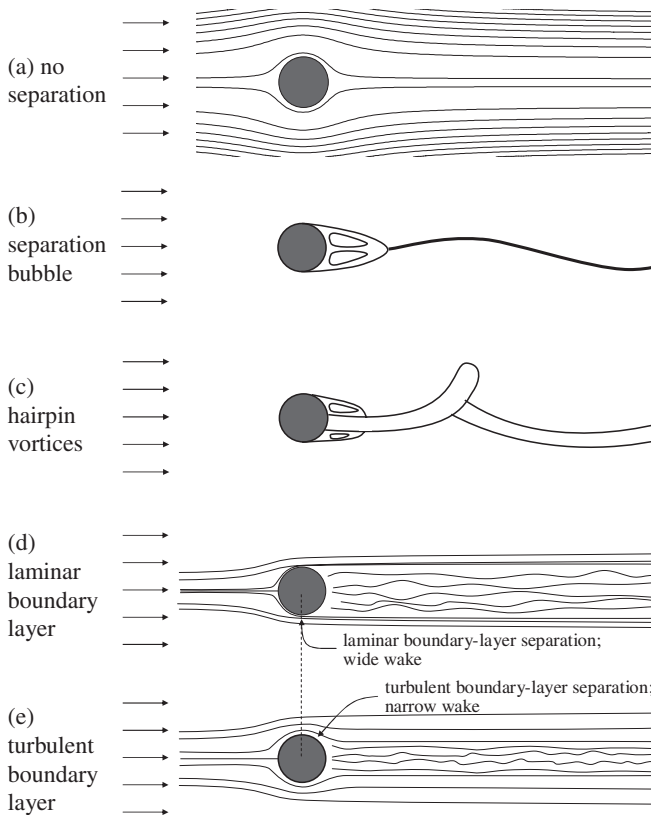 (a) no
separation
(b)
separation
bubble
(c)
hairpin
vortices
(d)
laminar
boundary
layer
laminar boundary-layer separation;
wide wake
turbulent boundary-layer separation;
narrow wake
(e)
turbulent
boundary
layer